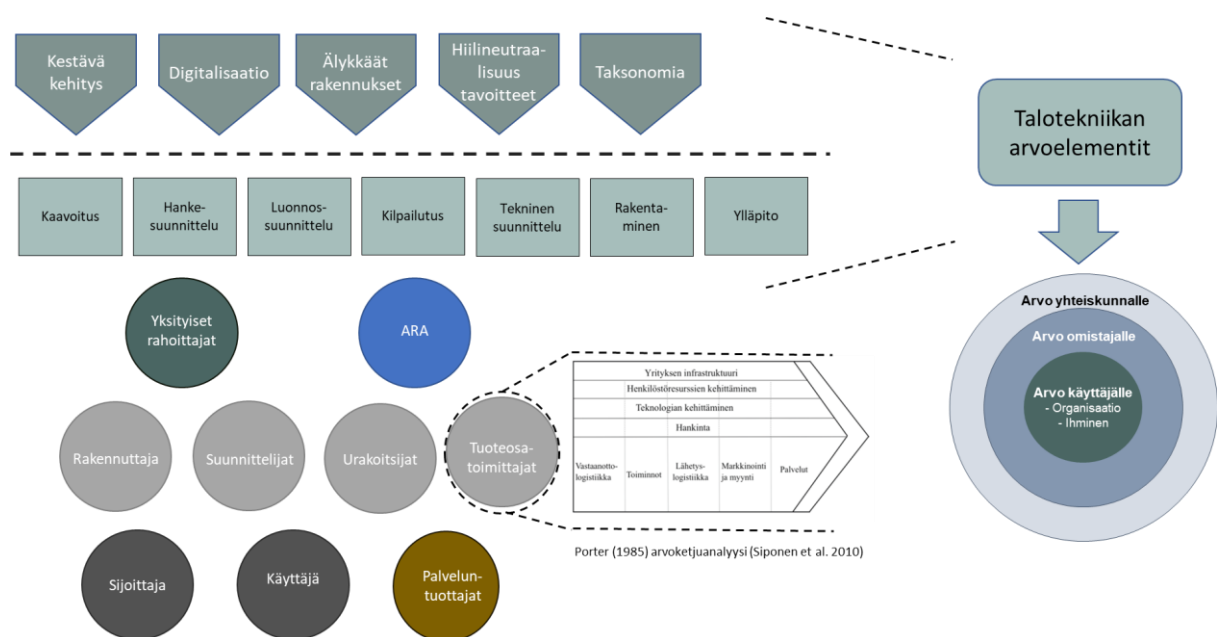 Kestävä
kehitys
Digitalisaatio
Älykkäät
rakennukset
Hiilineutraa-
lisuus
tavoitteet
Taksonomia
Kaavoitus
Hanke-
suunnittelu
Luonnos-
suunnittelu
Kilpailutus
Tekninen
suunnittelu
Rakenta-
minen
Ylläpito
Yksityiset
rahoittajat
ARA
Rakennuttaja
Suunnittelijat
Urakoitsijat
Tuoteosa-
toimittajat
Sijoittaja
Käyttäjä
Palvelun-
tuottajat
Yrityksen infrastruktuuri
Henkilöstöresurssien kehittäminen
Teknologian kehittäminen
Hankinta
Vastaanotto-
logistiikka
Toiminnot
Lähetys-
logistiikka
Markkinointi
ja myynti
Palvelut
Porter (1985) arvoketjuanalyysi (Siponen et al. 2010)
Talotekniikan
arvoelementit
Arvo yhteiskunnalle
Arvo omistajalle
Arvo käyttäjälle
- Organisaatio
- Ihminen